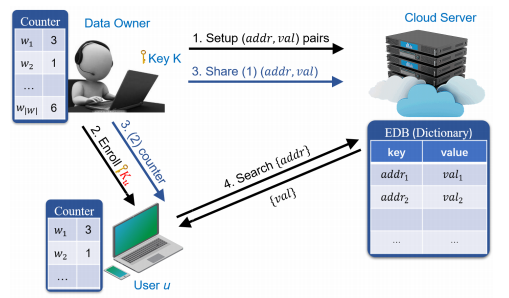 Counter
w₁ 3
w₂ 1
...
w|W| 6
Data Owner
Key K
1. Setup (addr, val) pairs
3. Share (1) (addr, val)
Cloud Server
2. Enroll Kᵤ
3. (2) counter
4. Search {addr}
{val}
EDB (Dictionary)
key value
addr₁ val₁
addr₂ val₂
... ...
Counter
w₁ 3
w₂ 1
...
User u